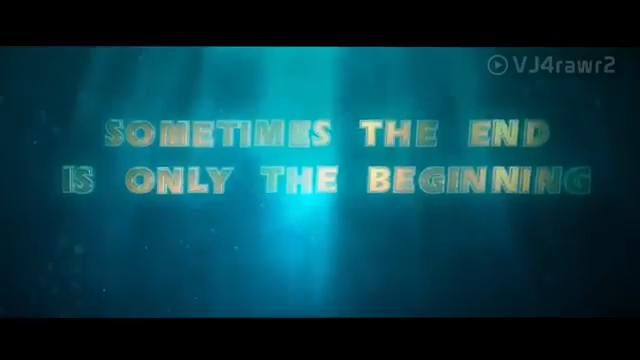 VJ4rawr2
SOMETIMES THE END
IS ONLY THE BEGINNING